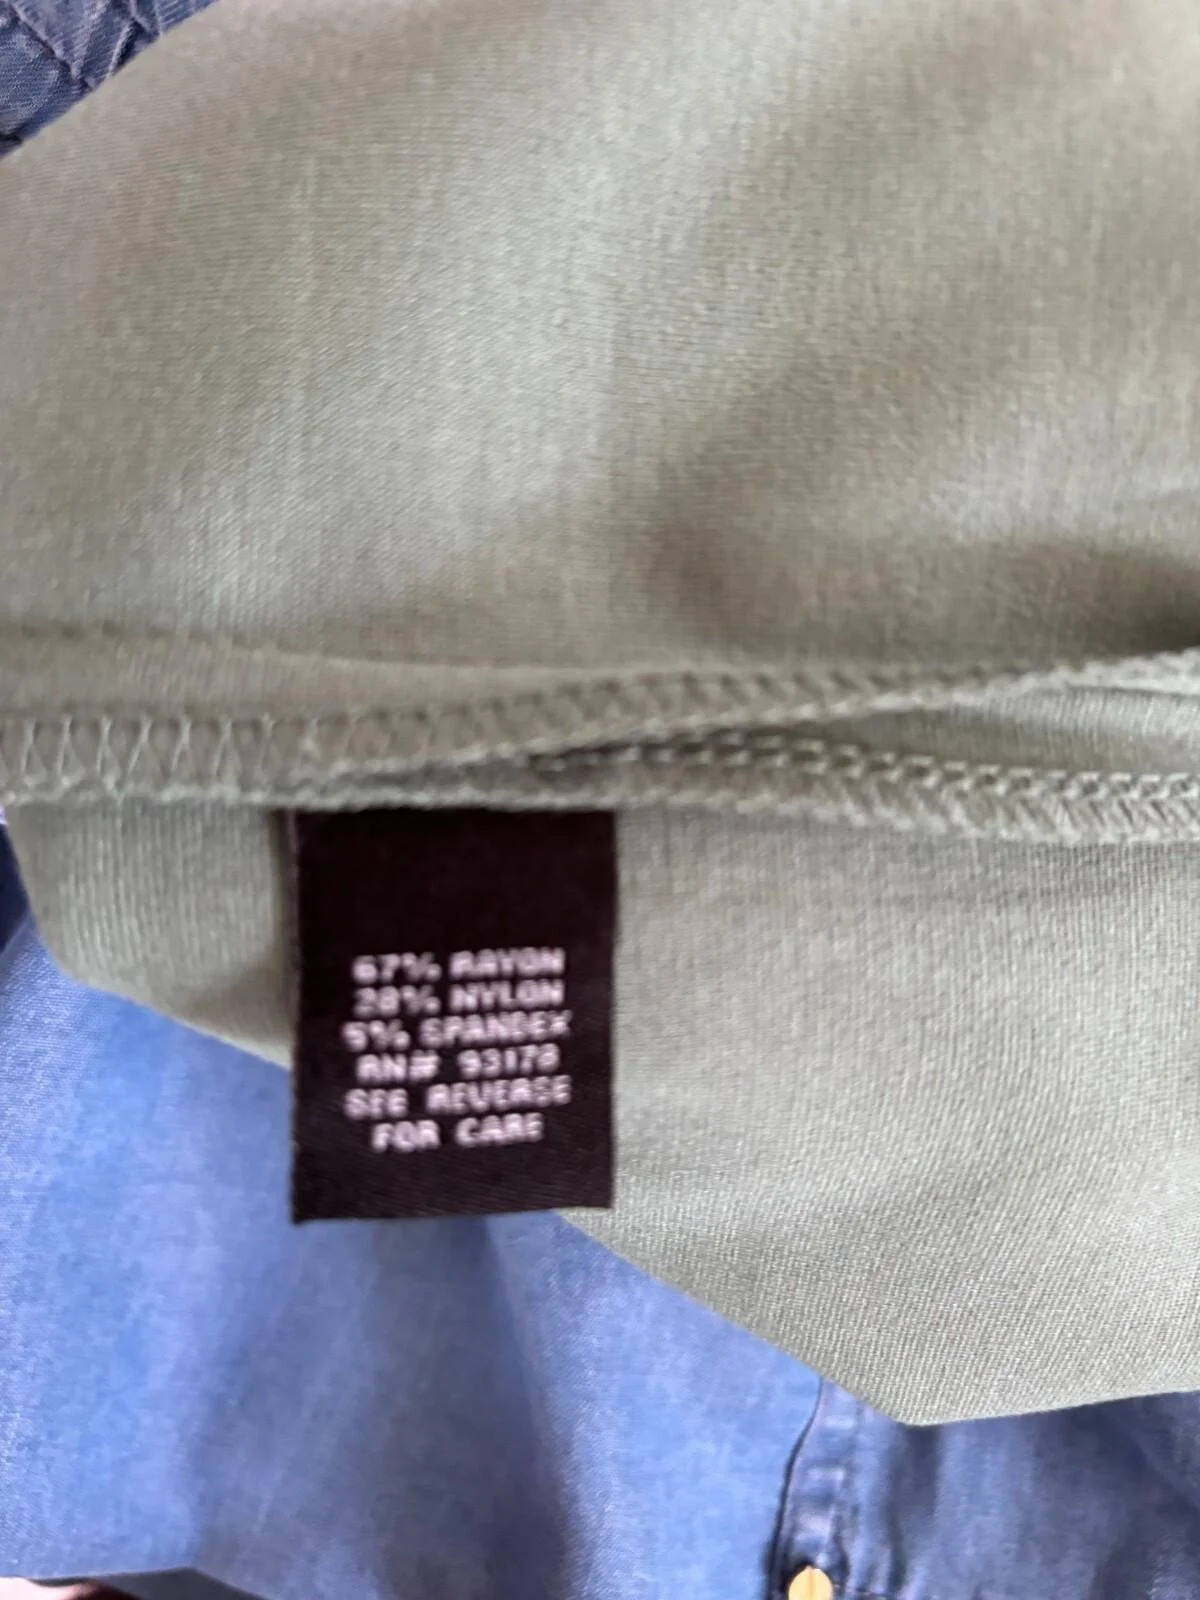 67% RAYON
28% NYLON
5% SPANDEX
RN# 93178
SEE REVERSE
FOR CARE